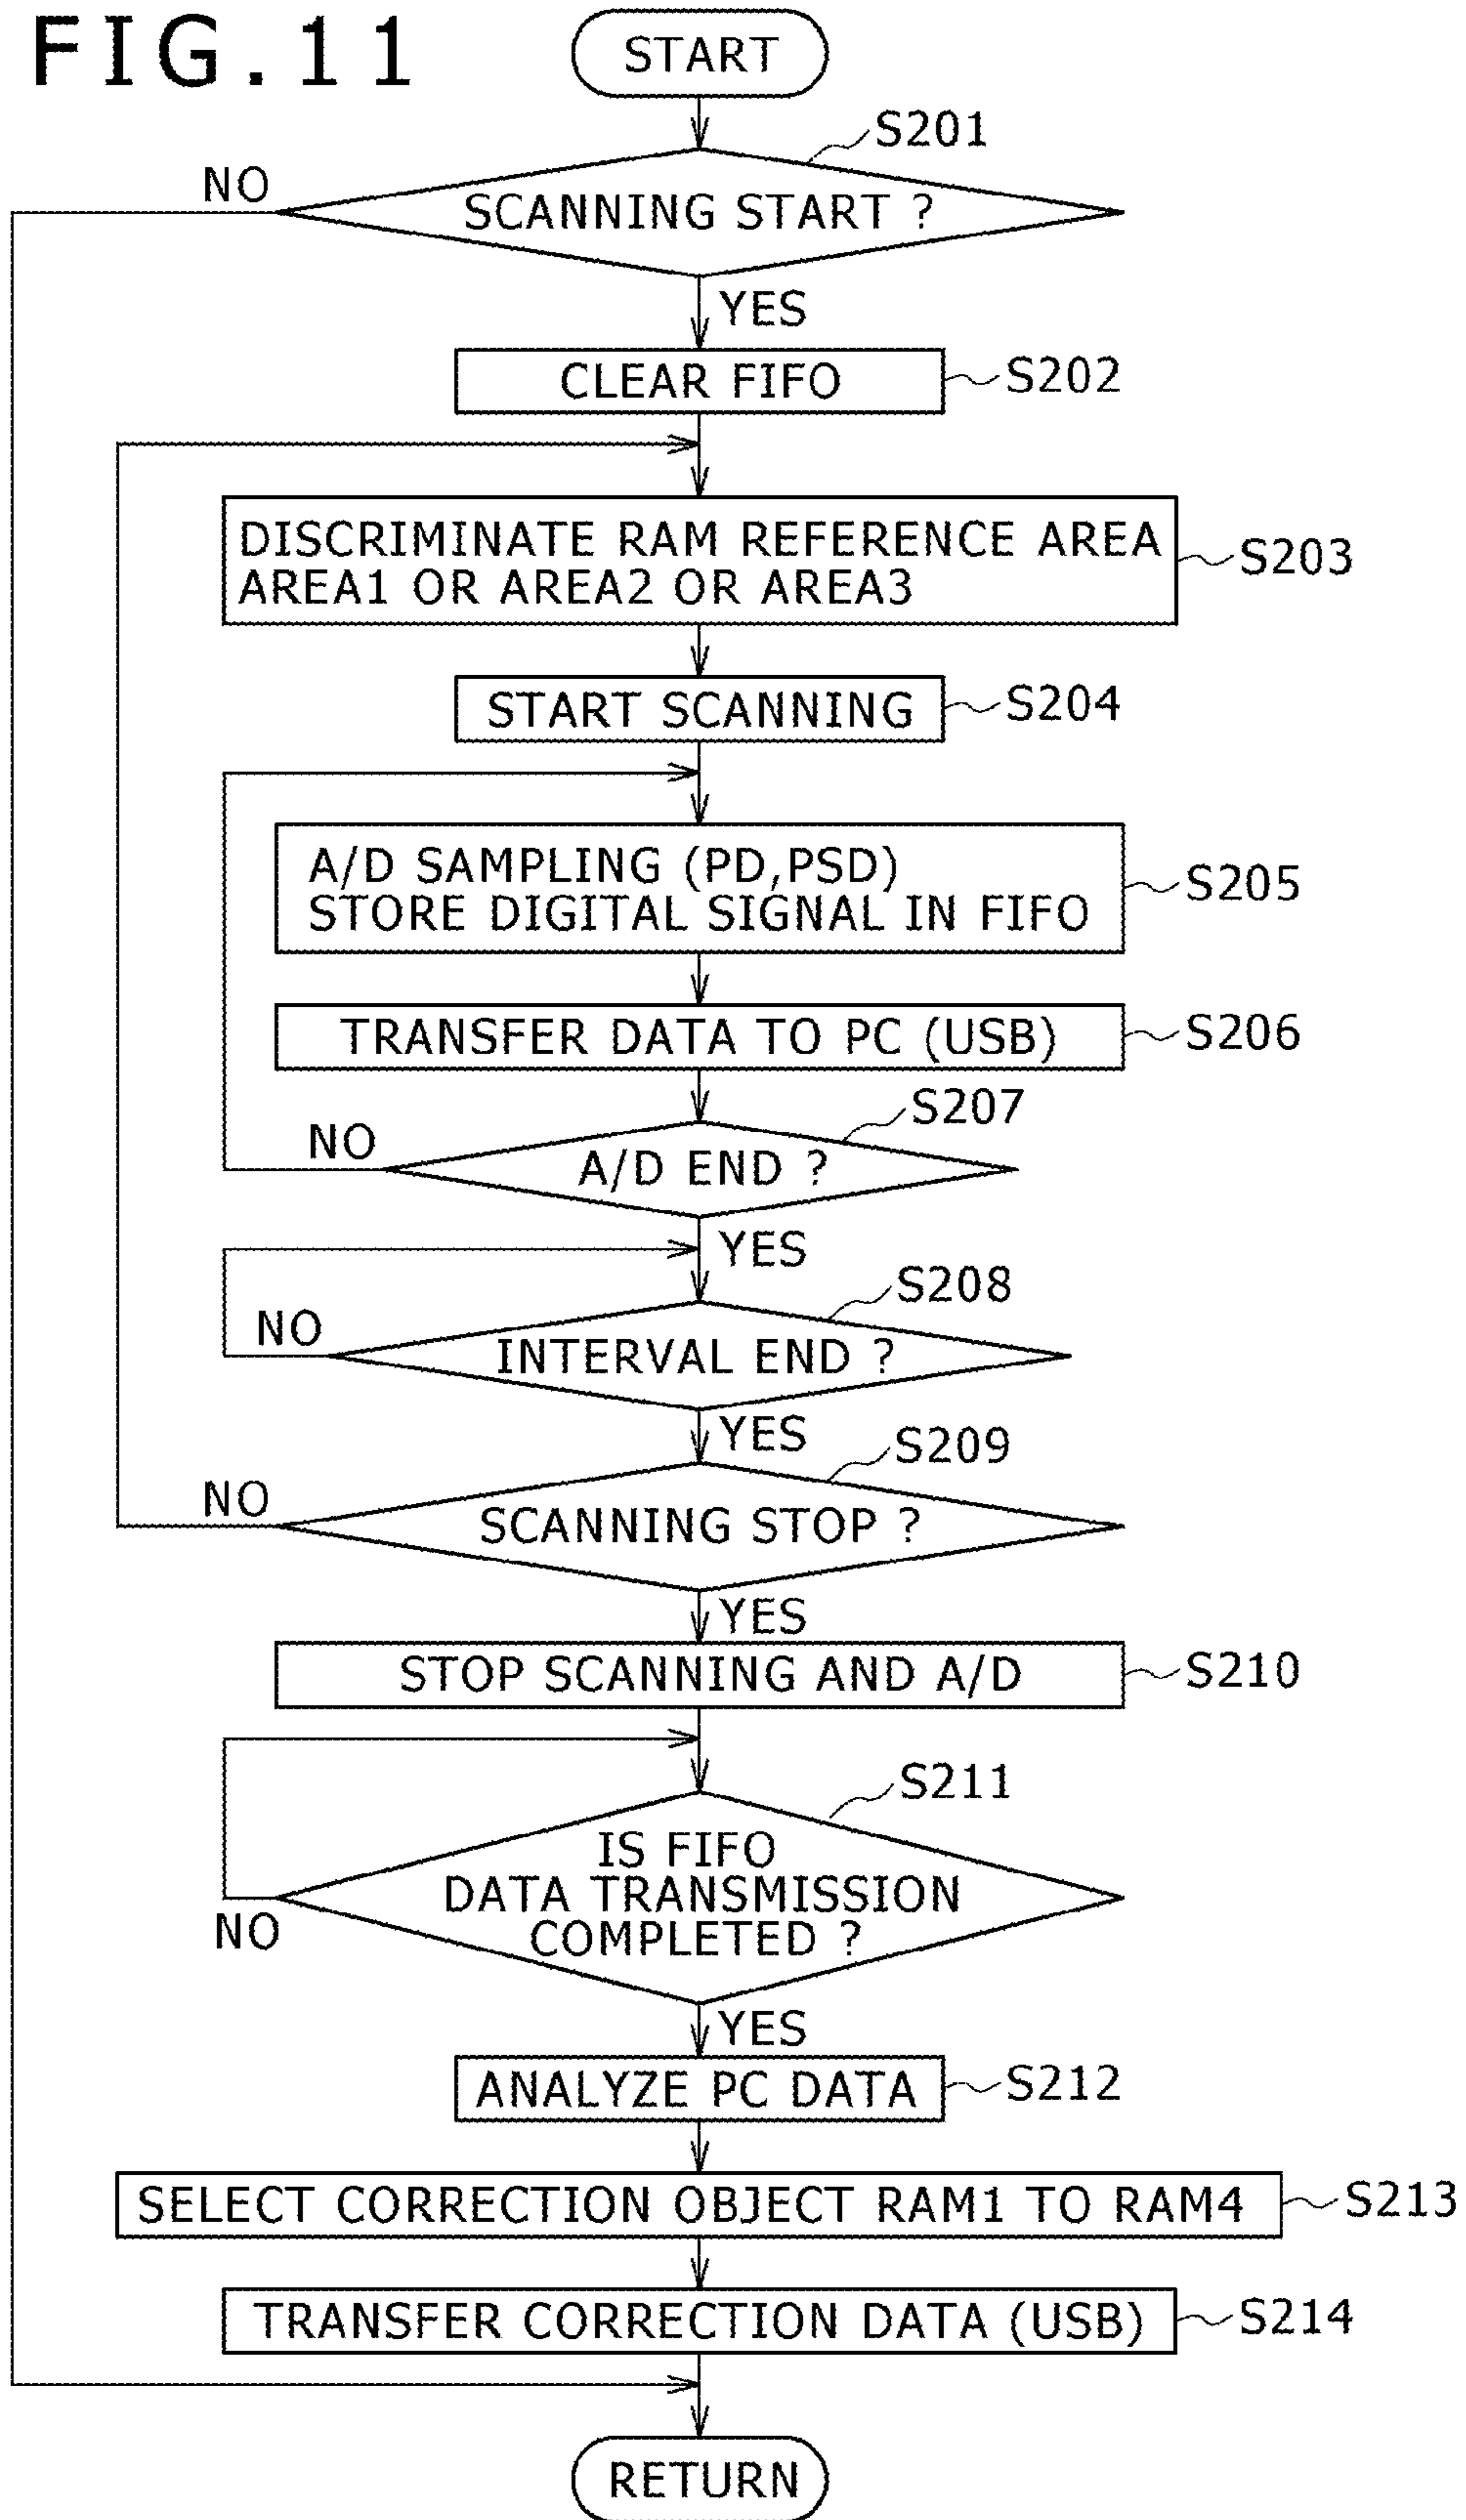 FIG.11
START
S201
NO
SCANNING START ?
YES
CLEAR FIFO
S202
DISCRIMINATE RAM REFERENCE AREA
AREA1 OR AREA2 OR AREA3
S203
START SCANNING
S204
A/D SAMPLING (PD,PSD)
STORE DIGITAL SIGNAL IN FIFO
S205
TRANSFER DATA TO PC (USB)
S206
S207
NO
A/D END ?
YES
S208
NO
INTERVAL END ?
YES
S209
NO
SCANNING STOP ?
YES
STOP SCANNING AND A/D
S210
S211
IS FIFO
DATA TRANSMISSION
COMPLETED ?
NO
YES
ANALYZE PC DATA
S212
SELECT CORRECTION OBJECT RAM1 TO RAM4
S213
TRANSFER CORRECTION DATA (USB)
S214
RETURN